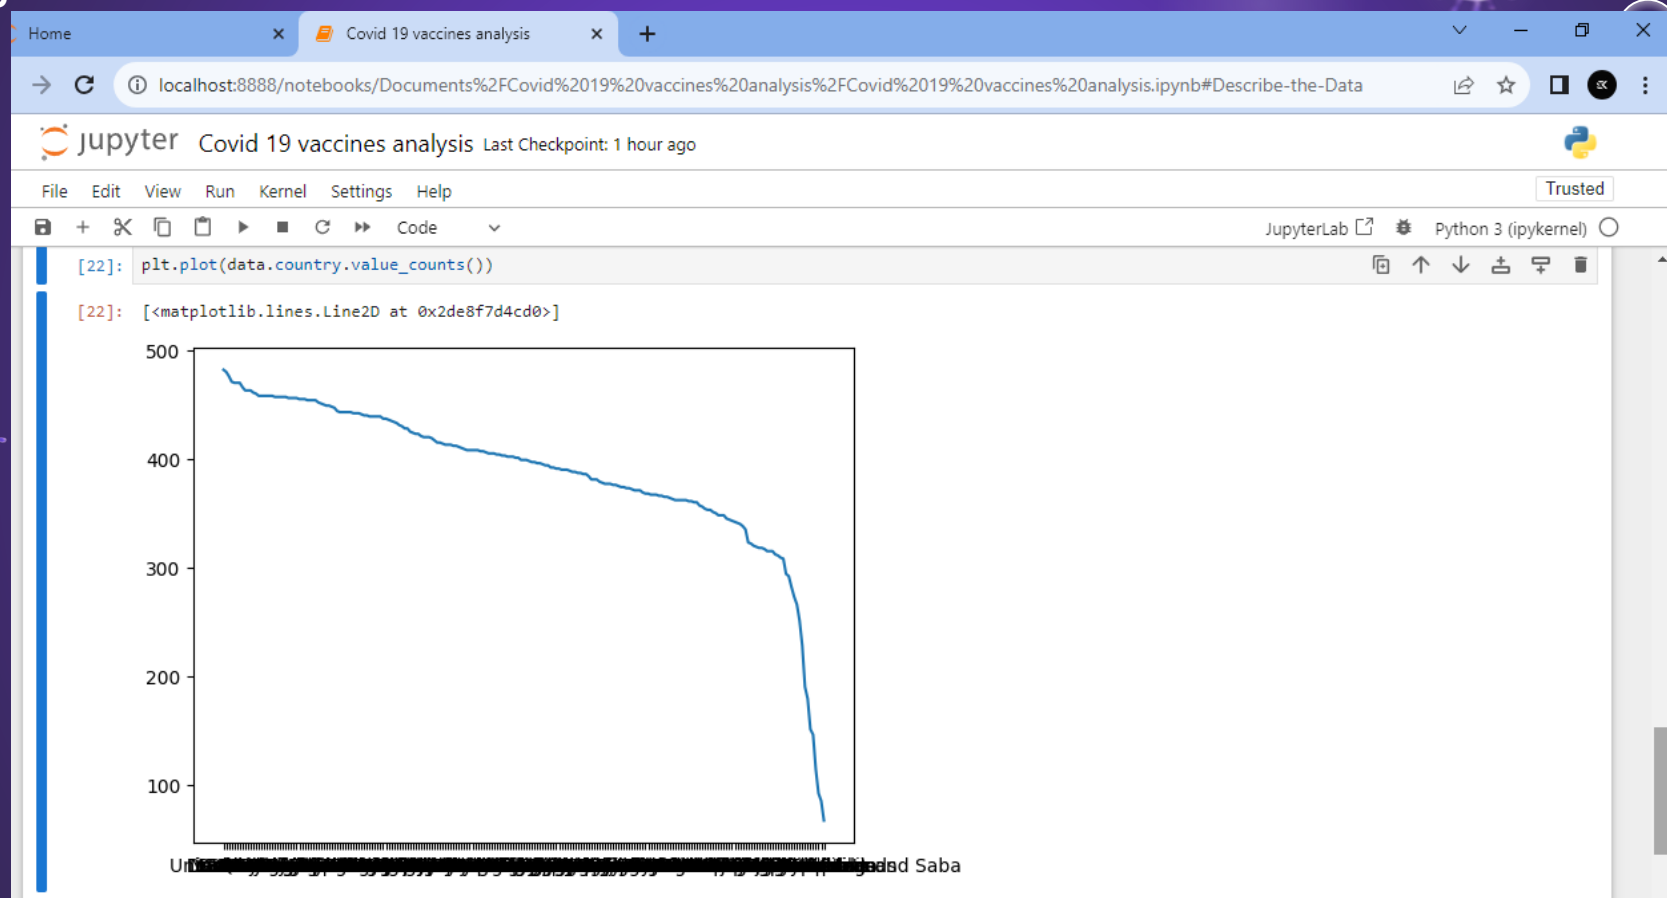 Home
Covid 19 vaccines analysis
localhost:8888/notebooks/Documents%2FCovid%2019%20vaccines%20analysis%2FCovid%2019%20vaccines%20analysis.ipynb#Describe-the-Data
jupyter Covid 19 vaccines analysis Last Checkpoint: 1 hour ago
File Edit View Run Kernel Settings Help Trusted
Code JupyterLab Python 3 (ipykernel)
[22]: plt.plot(data.country.value_counts())
[22]: [<matplotlib.lines.Line2D at 0x2de8f7d4cd0>]
500
400
300
200
100
Saba